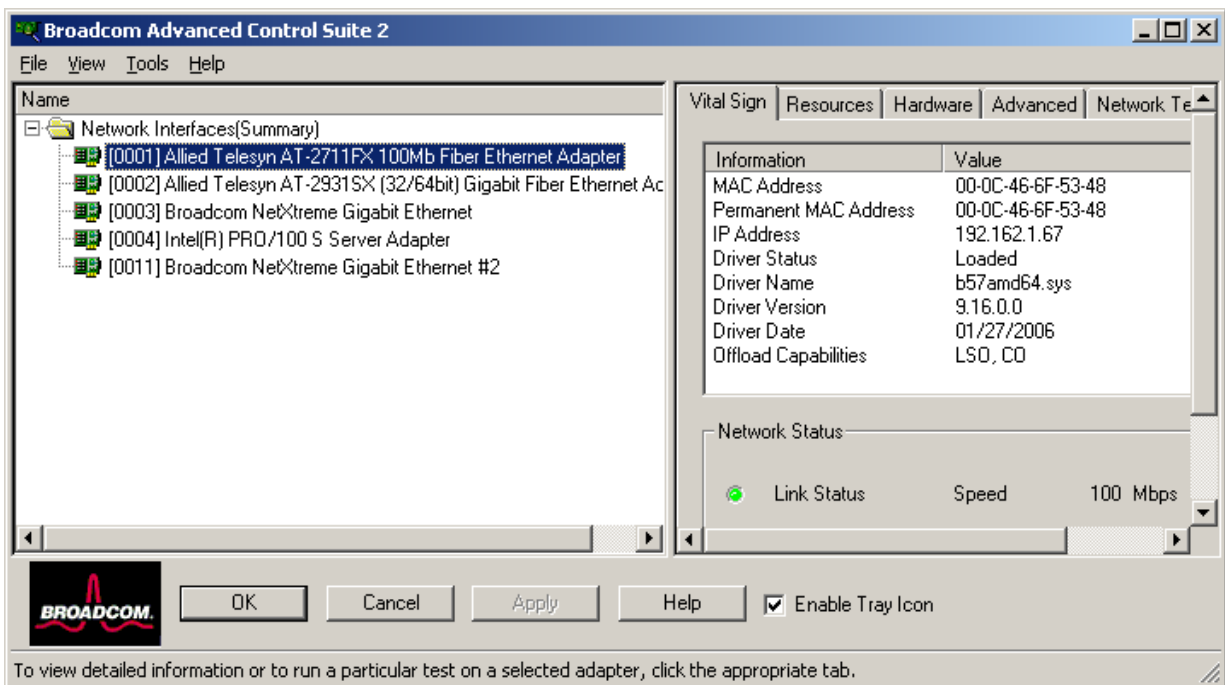 Broadcom Advanced Control Suite 2
File View Tools Help
Name
Network Interfaces(Summary)
[0001] Allied Telesyn AT-2711FX 100Mb Fiber Ethernet Adapter
[0002] Allied Telesyn AT-2931SX (32/64bit) Gigabit Fiber Ethernet Ac
[0003] Broadcom NetXtreme Gigabit Ethernet
[0004] Intel(R) PRO/100 S Server Adapter
[0011] Broadcom NetXtreme Gigabit Ethernet #2
Vital Sign Resources Hardware Advanced Network Te
Information Value
MAC Address 00-0C-46-6F-53-48
Permanent MAC Address 00-0C-46-6F-53-48
IP Address 192.162.1.67
Driver Status Loaded
Driver Name b57amd64.sys
Driver Version 9.16.0.0
Driver Date 01/27/2006
Offload Capabilities LSO, CO
Network Status
Link Status Speed 100 Mbps
BROADCOM.
OK Cancel Apply Help Enable Tray Icon
To view detailed information or to run a particular test on a selected adapter, click the appropriate tab.